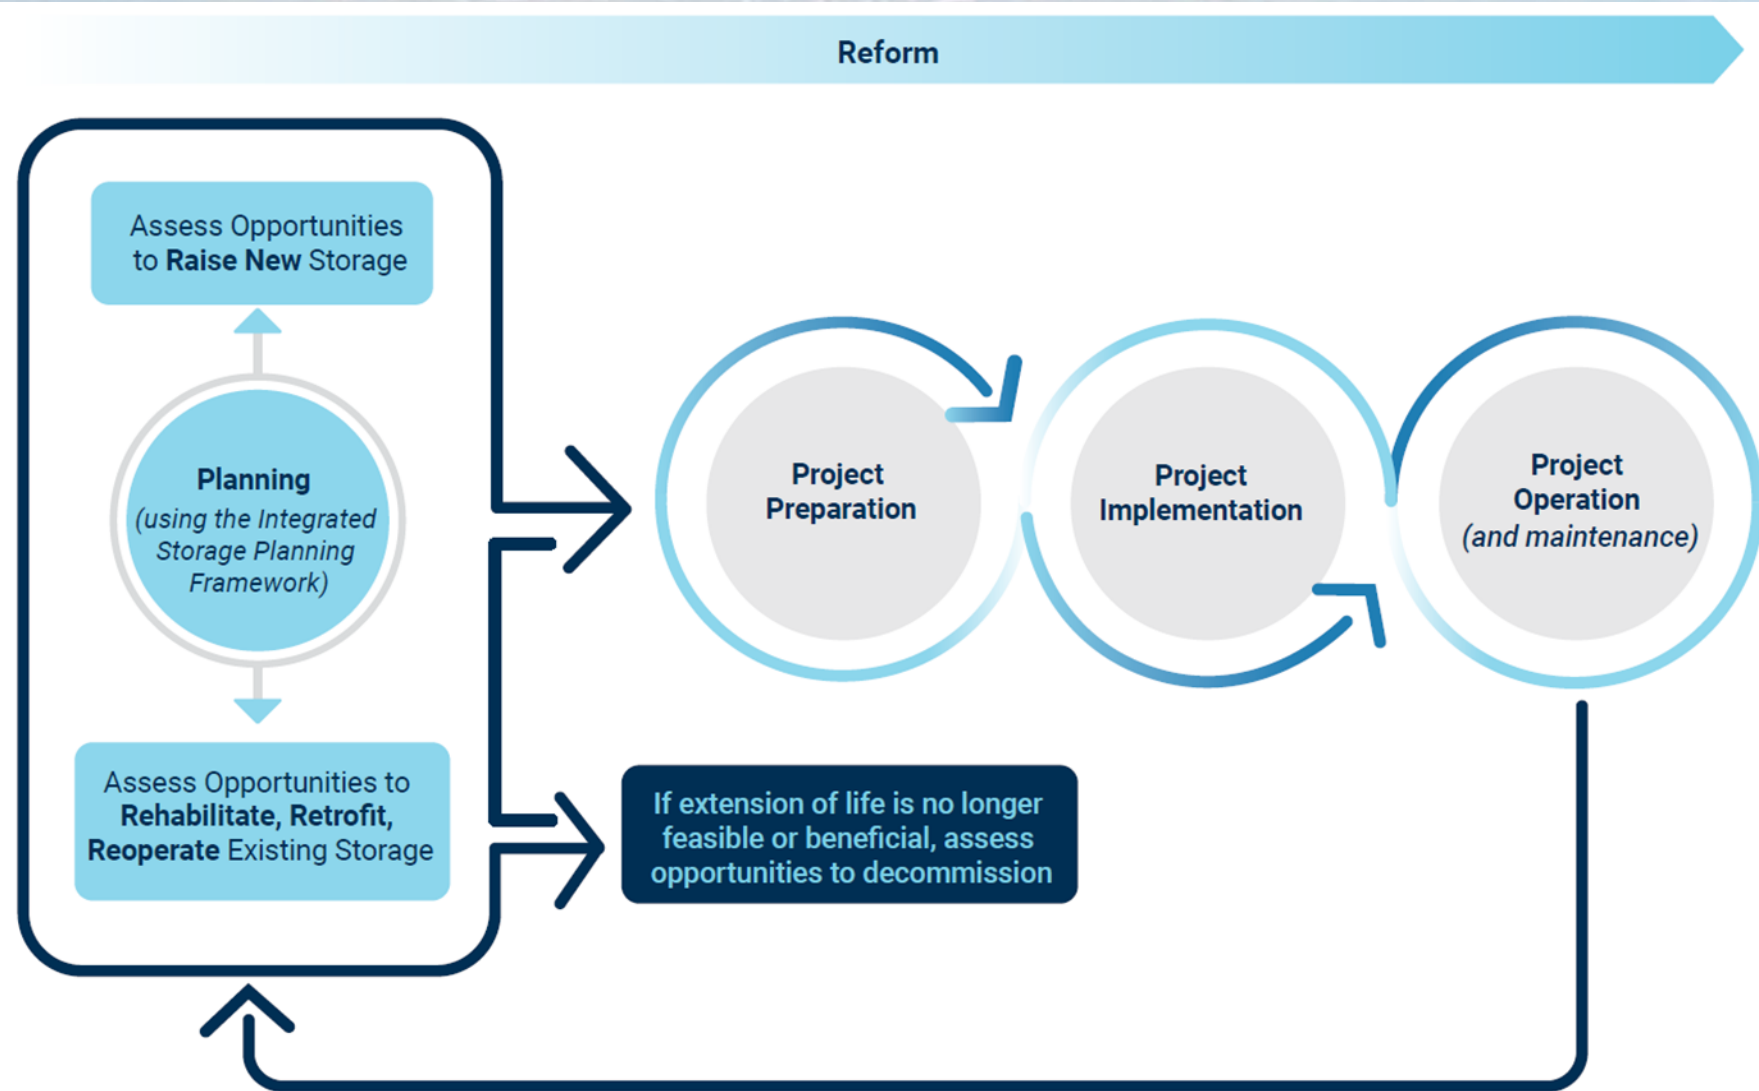 Reform
Assess Opportunities
to Raise New Storage
Planning
(using the Integrated
Storage Planning
Framework)
Assess Opportunities to
Rehabilitate, Retrofit,
Reoperate Existing Storage
Project
Preparation
Project
Implementation
Project
Operation
(and maintenance)
If extension of life is no longer
feasible or beneficial, assess
opportunities to decommission